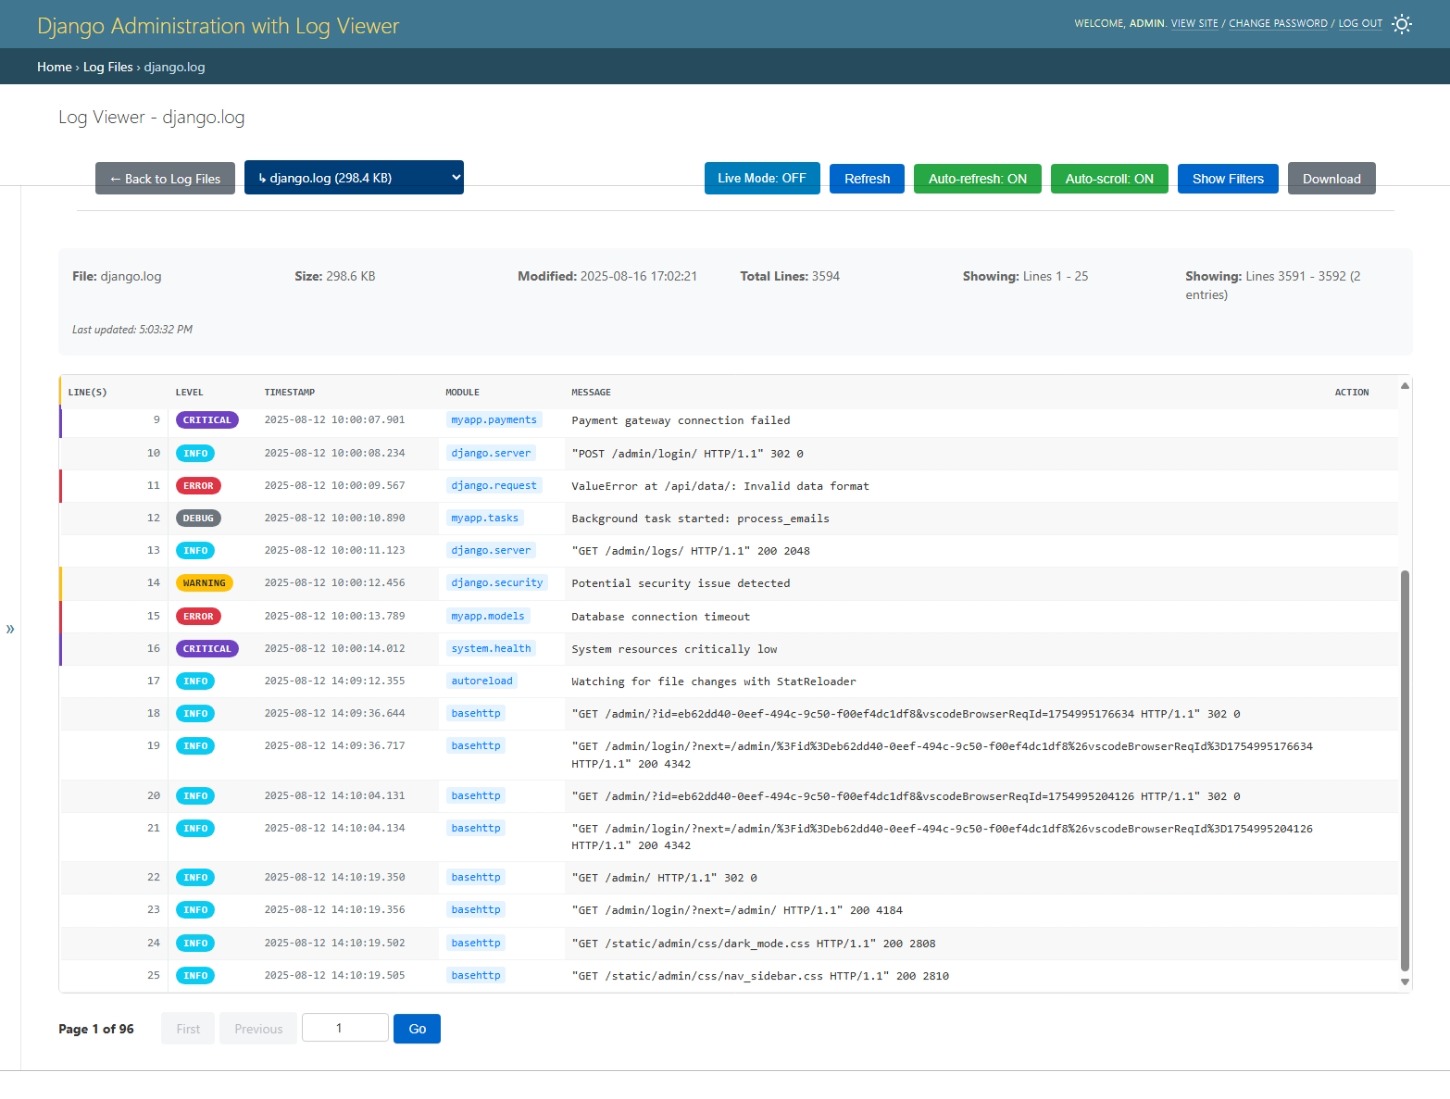 Django Administration with Log Viewer
WELCOME, ADMIN. VIEW SITE / CHANGE PASSWORD / LOG OUT
Home › Log Files › django.log
Log Viewer - django.log
← Back to Log Files
↳ django.log (298.4 KB)
Live Mode: OFF
Refresh
Auto-refresh: ON
Auto-scroll: ON
Show Filters
Download
File: django.log
Size: 298.6 KB
Modified: 2025-08-16 17:02:21
Total Lines: 3594
Showing: Lines 1 - 25
Showing: Lines 3591 - 3592 (2
entries)
Last updated: 5:03:32 PM
LINE(S) LEVEL TIMESTAMP MODULE MESSAGE ACTION
9 CRITICAL 2025-08-12 10:00:07.901 myapp.payments Payment gateway connection failed
10 INFO 2025-08-12 10:00:08.234 django.server "POST /admin/login/ HTTP/1.1" 302 0
11 ERROR 2025-08-12 10:00:09.567 django.request ValueError at /api/data/: Invalid data format
12 DEBUG 2025-08-12 10:00:10.890 myapp.tasks Background task started: process_emails
13 INFO 2025-08-12 10:00:11.123 django.server "GET /admin/logs/ HTTP/1.1" 200 2048
14 WARNING 2025-08-12 10:00:12.456 django.security Potential security issue detected
15 ERROR 2025-08-12 10:00:13.789 myapp.models Database connection timeout
16 CRITICAL 2025-08-12 10:00:14.012 system.health System resources critically low
17 INFO 2025-08-12 14:09:12.355 autoreload Watching for file changes with StatReloader
18 INFO 2025-08-12 14:09:36.644 basehttp "GET /admin/?id=eb62dd40-0eef-494c-9c50-f00ef4dc1df8&vscodeBrowserReqId=1754995176634 HTTP/1.1" 302 0
19 INFO 2025-08-12 14:09:36.717 basehttp "GET /admin/login/?next=/admin/%3Fid%3Deb62dd40-0eef-494c-9c50-f00ef4dc1df8%26vscodeBrowserReqId%3D1754995176634
HTTP/1.1" 200 4342
20 INFO 2025-08-12 14:10:04.131 basehttp "GET /admin/?id=eb62dd40-0eef-494c-9c50-f00ef4dc1df8&vscodeBrowserReqId=1754995204126 HTTP/1.1" 302 0
21 INFO 2025-08-12 14:10:04.134 basehttp "GET /admin/login/?next=/admin/%3Fid%3Deb62dd40-0eef-494c-9c50-f00ef4dc1df8%26vscodeBrowserReqId%3D1754995204126
HTTP/1.1" 200 4342
22 INFO 2025-08-12 14:10:19.350 basehttp "GET /admin/ HTTP/1.1" 302 0
23 INFO 2025-08-12 14:10:19.356 basehttp "GET /admin/login/?next=/admin/ HTTP/1.1" 200 4184
24 INFO 2025-08-12 14:10:19.502 basehttp "GET /static/admin/css/dark_mode.css HTTP/1.1" 200 2808
25 INFO 2025-08-12 14:10:19.505 basehttp "GET /static/admin/css/nav_sidebar.css HTTP/1.1" 200 2810
»
Page 1 of 96
First
Previous
1
Go